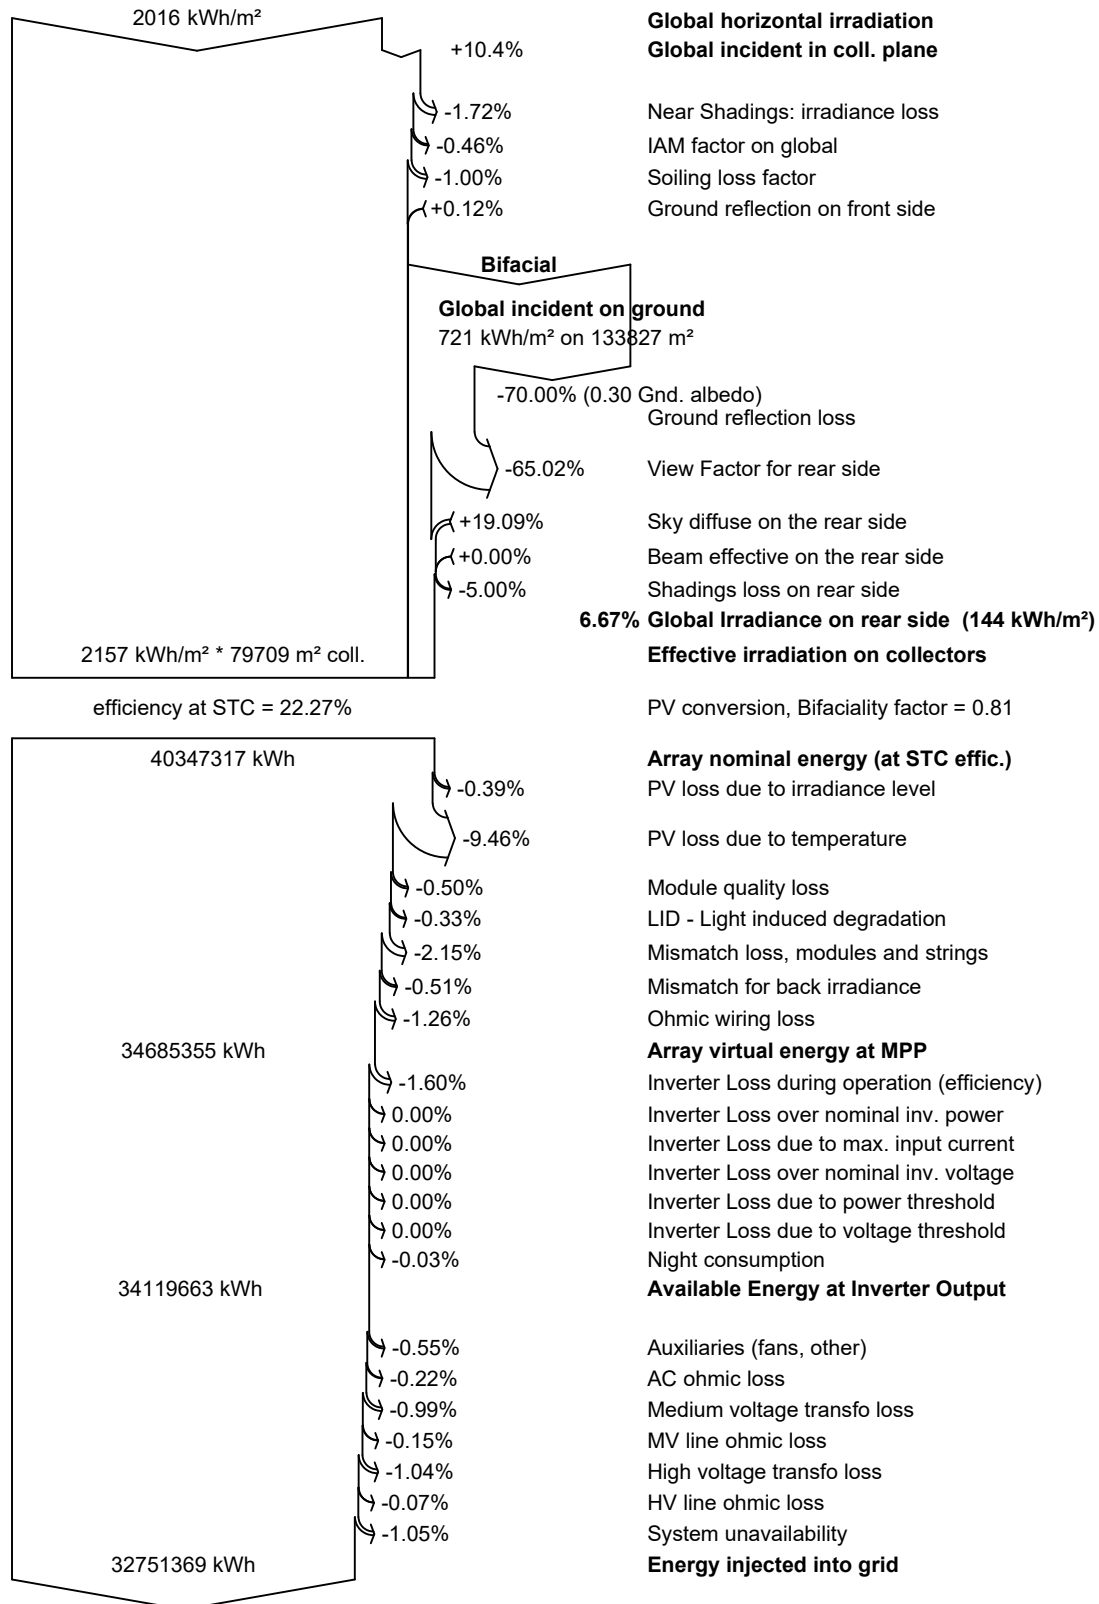 2016 kWh/m² Global horizontal irradiation
+10.4% Global incident in coll. plane
-1.72% Near Shadings: irradiance loss
-0.46% IAM factor on global
-1.00% Soiling loss factor
+0.12% Ground reflection on front side
Bifacial
Global incident on ground
721 kWh/m² on 133827 m²
-70.00% (0.30 Gnd. albedo)
Ground reflection loss
-65.02% View Factor for rear side
+19.09% Sky diffuse on the rear side
+0.00% Beam effective on the rear side
-5.00% Shadings loss on rear side
6.67% Global Irradiance on rear side (144 kWh/m²)
2157 kWh/m² * 79709 m² coll. Effective irradiation on collectors
efficiency at STC = 22.27% PV conversion, Bifaciality factor = 0.81
40347317 kWh Array nominal energy (at STC effic.)
-0.39% PV loss due to irradiance level
-9.46% PV loss due to temperature
-0.50% Module quality loss
-0.33% LID - Light induced degradation
-2.15% Mismatch loss, modules and strings
-0.51% Mismatch for back irradiance
-1.26% Ohmic wiring loss
34685355 kWh Array virtual energy at MPP
-1.60% Inverter Loss during operation (efficiency)
0.00% Inverter Loss over nominal inv. power
0.00% Inverter Loss due to max. input current
0.00% Inverter Loss over nominal inv. voltage
0.00% Inverter Loss due to power threshold
0.00% Inverter Loss due to voltage threshold
-0.03% Night consumption
34119663 kWh Available Energy at Inverter Output
-0.55% Auxiliaries (fans, other)
-0.22% AC ohmic loss
-0.99% Medium voltage transfo loss
-0.15% MV line ohmic loss
-1.04% High voltage transfo loss
-0.07% HV line ohmic loss
-1.05% System unavailability
32751369 kWh Energy injected into grid